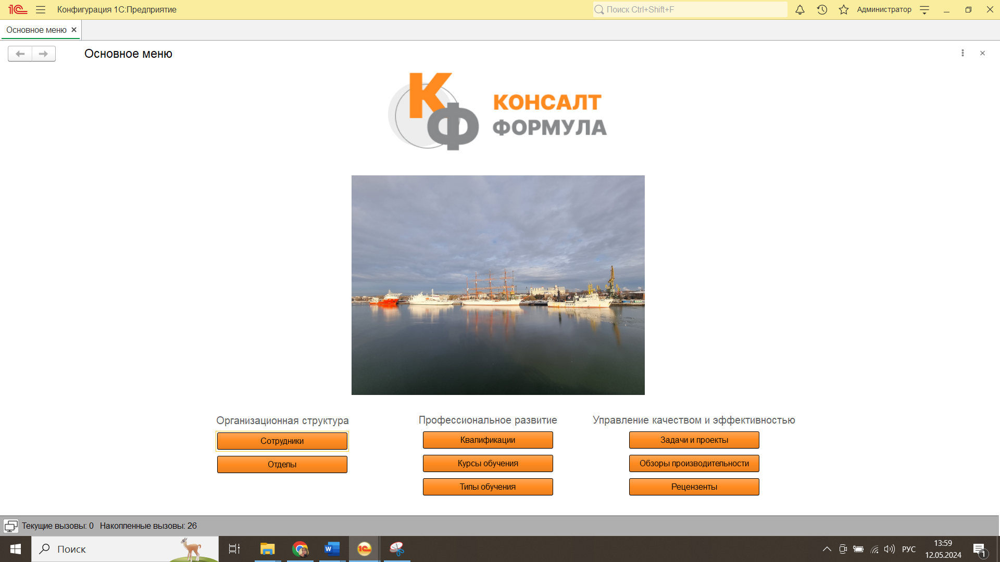 Конфигурация 1С:Предприятие
Поиск Ctrl+Shift+F
Администратор
Основное меню
Основное меню
КФ
КОНСАЛТ
ФОРМУЛА
Организационная структура
Сотрудники
Отделы
Профессиональное развитие
Квалификации
Курсы обучения
Типы обучения
Управление качеством и эффективностью
Задачи и проекты
Обзоры производительности
Рецензенты
Текущие вызовы: 0 Накопленные вызовы: 26
Поиск
РУС
13:59
12.05.2024
1